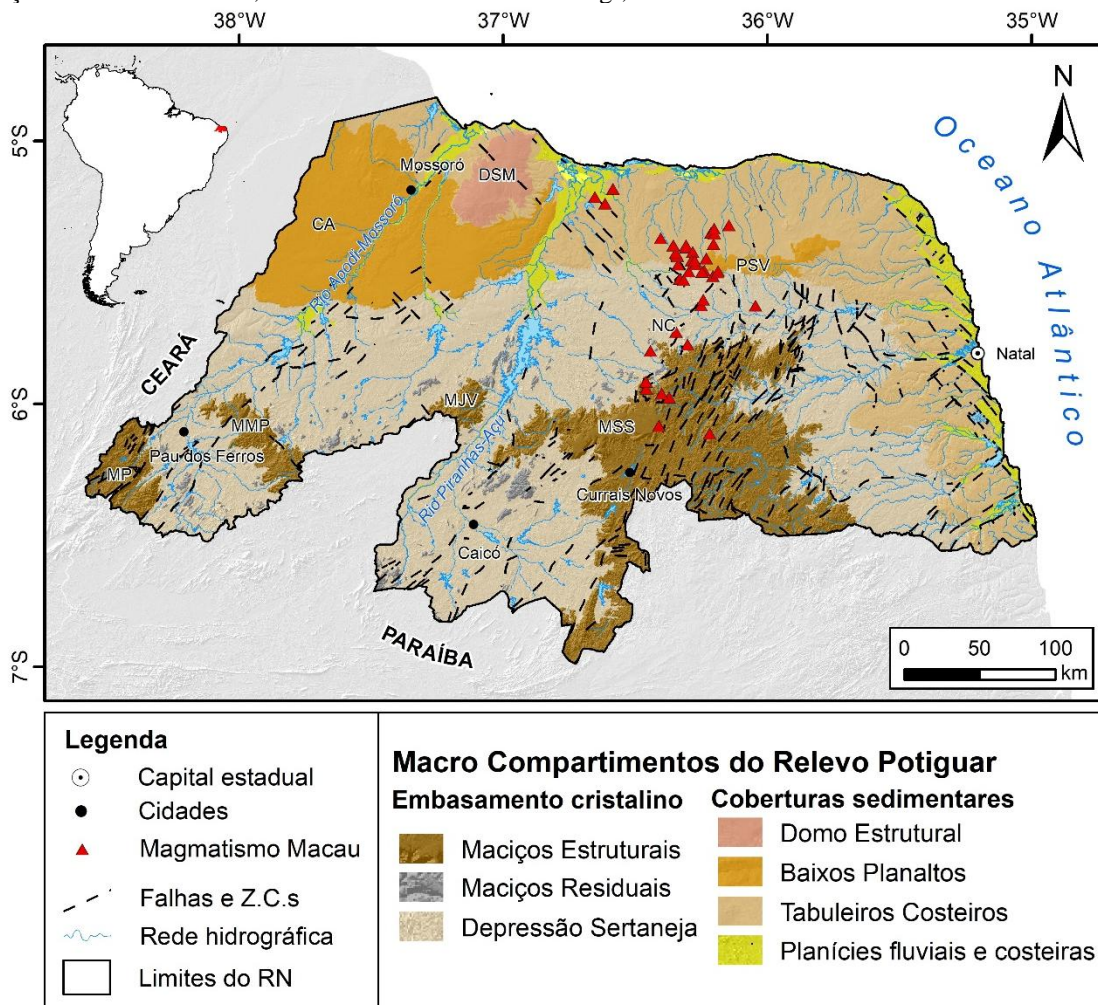 38°W
37°W
36°W
35°W
5°S
6°S
7°S
N
Oceano Atlântico
Mossoró
DSM
CA
Rio Apodi-Mossoró
PSV
NC
Natal
CEARÁ
MJV
MMP
MSS
Pau dos Ferros
MP
Rio Piranhas-Açu
Currais Novos
Caicó
PARAÍBA
0 50 100
km
Legenda
Capital estadual
Cidades
Magmatismo Macau
Falhas e Z.C.s
Rede hidrográfica
Limites do RN
Macro Compartimentos do Relevo Potiguar
Embasamento cristalino
Maciços Estruturais
Maciços Residuais
Depressão Sertaneja
Coberturas sedimentares
Domo Estrutural
Baixos Planaltos
Tabuleiros Costeiros
Planícies fluviais e costeiras